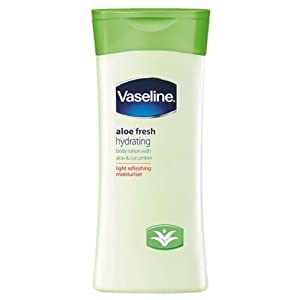 Vaseline.
aloe fresh
hydrating
body lotion with
aloe & cucumber
light refreshing
moisturiser